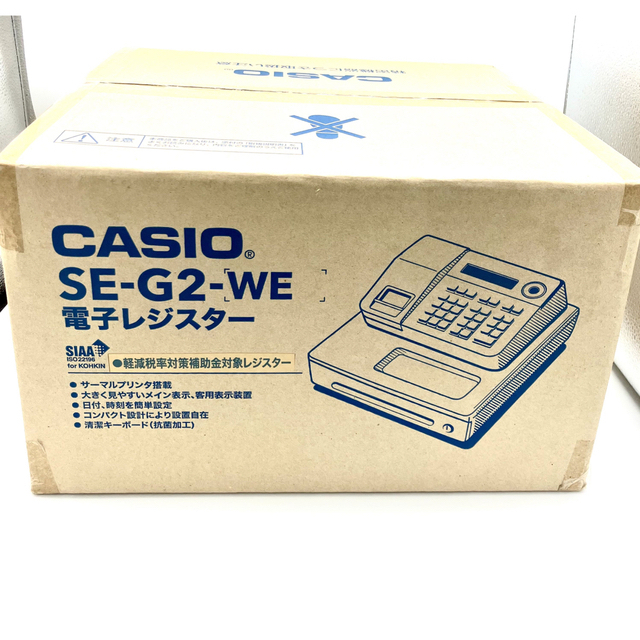 CASIO
注意
CASIO®
SE-G2-WE
電子レジスター
SIAA
ISO22196
for KOHKIN
●軽減税率対策補助金対象レジスター
● サーマルプリンタ搭載
● 大きく見やすいメイン表示、客用表示装置
● 日付、時刻を簡単設定
● コンパクト設計により設置自在
● 清潔キーボード(抗菌加工)